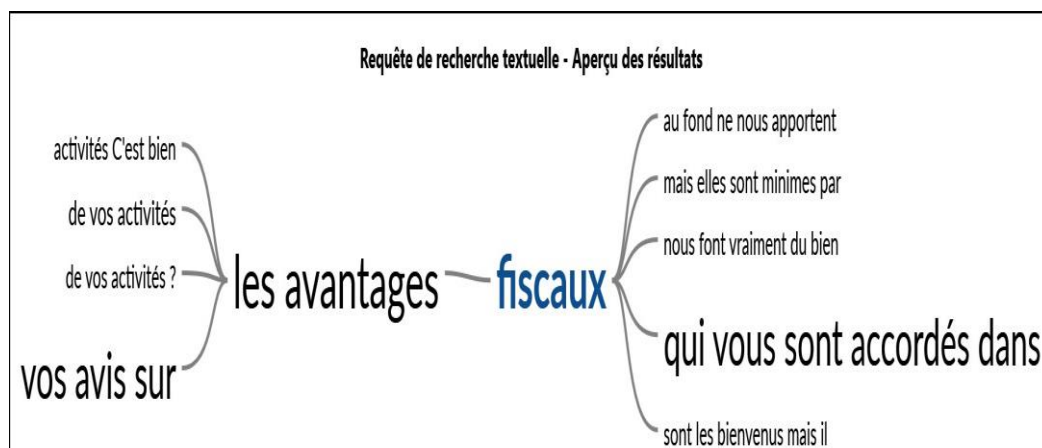 Requête de recherche textuelle - Aperçu des résultats
activités C'est bien
de vos activités
de vos activités ?
vos avis sur
les avantages
fiscaux
au fond ne nous apportent
mais elles sont minimes par
nous font vraiment du bien
qui vous sont accordés dans
sont les bienvenus mais il